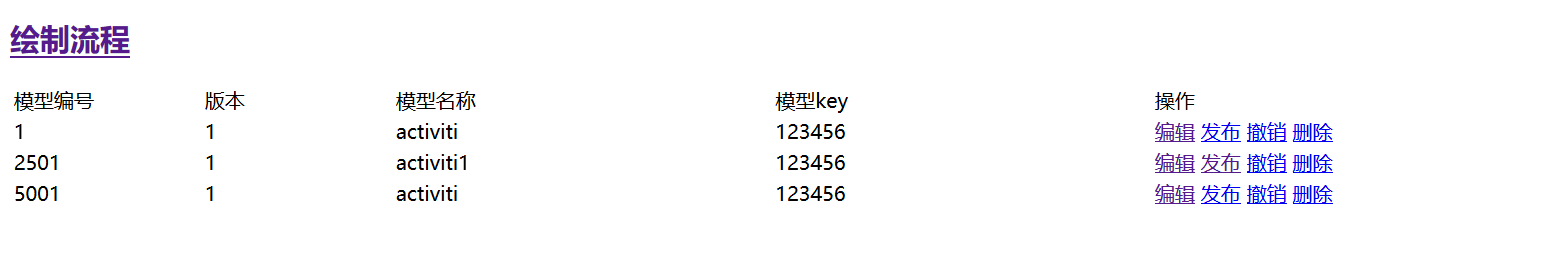 绘制流程
模型编号 版本 模型名称 模型key 操作
1 1 activiti 123456 编辑 发布 撤销 删除
2501 1 activiti1 123456 编辑 发布 撤销 删除
5001 1 activiti 123456 编辑 发布 撤销 删除